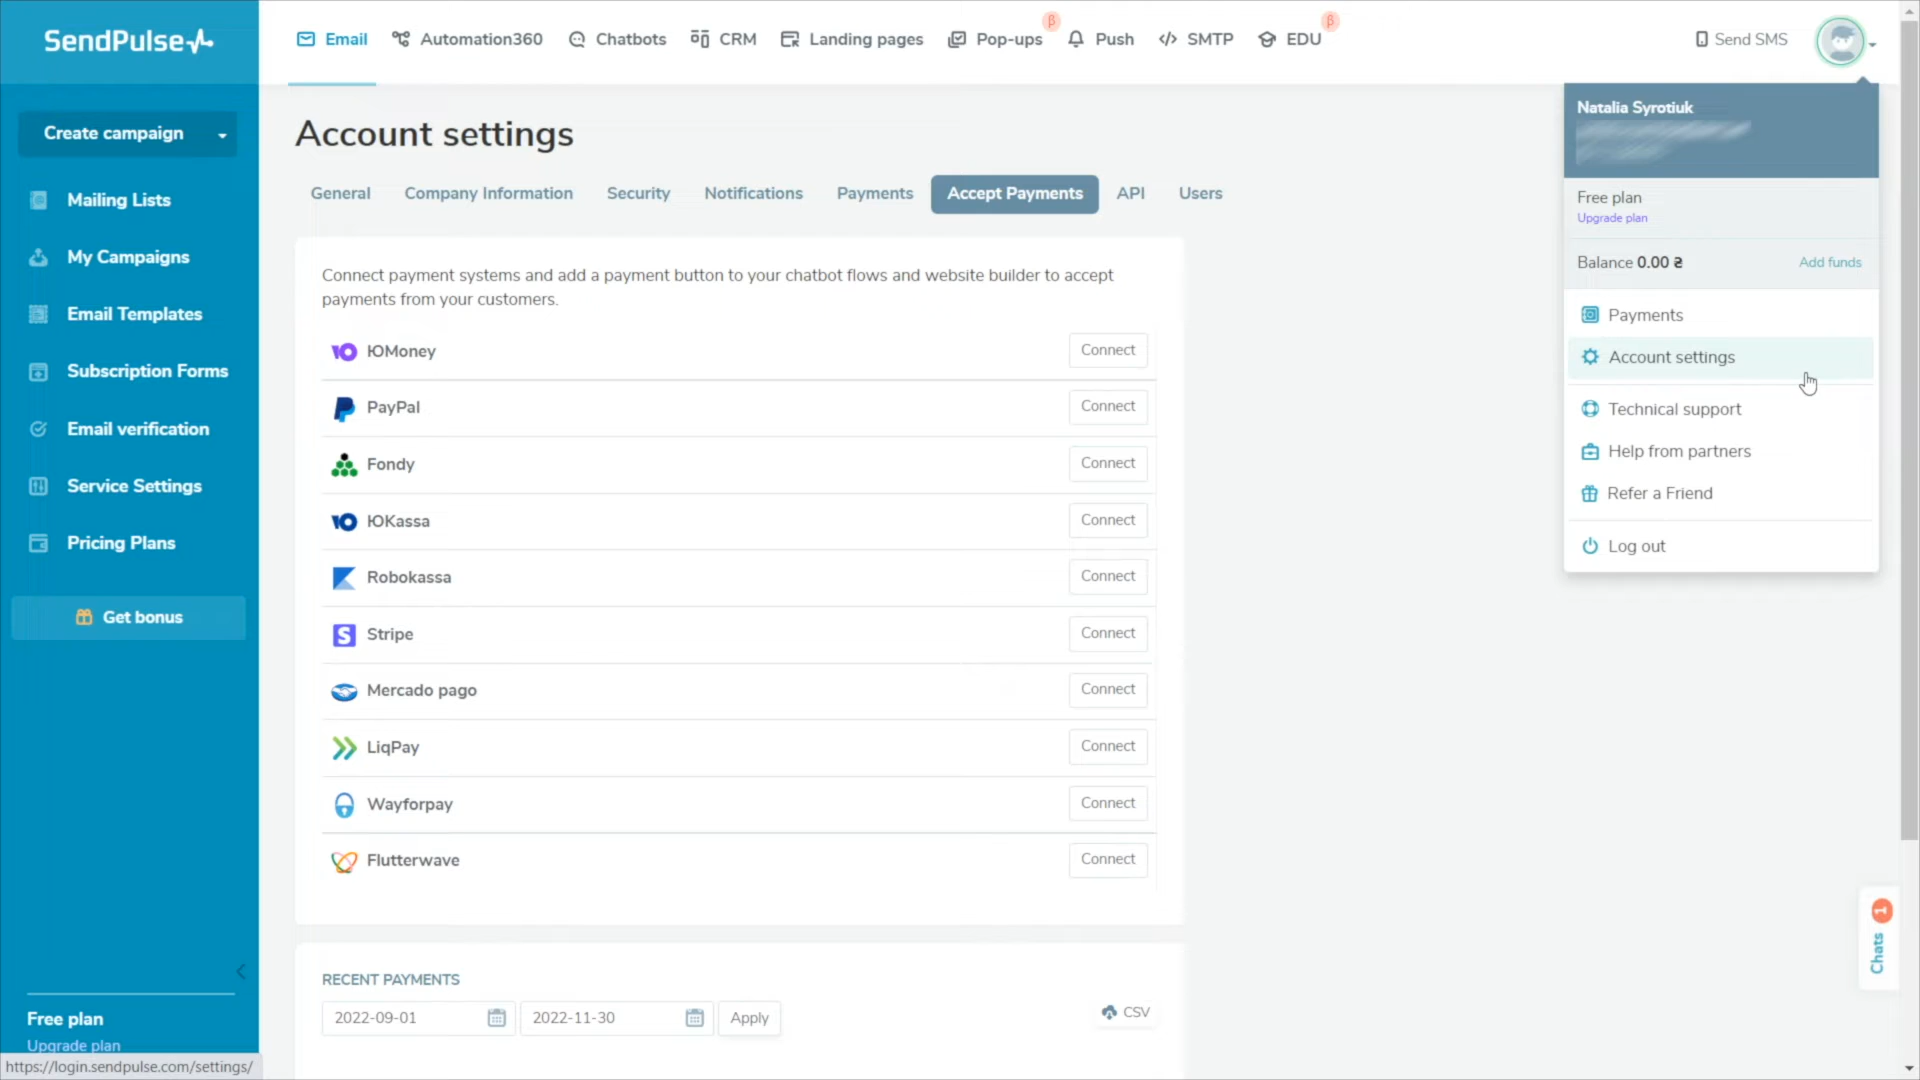 SendPulse
Email
Automation360
Chatbots
CRM
Landing pages
Pop-ups
β
Push
SMTP
EDU
β
Send SMS
Create campaign
Mailing Lists
My Campaigns
Email Templates
Subscription Forms
Email verification
Service Settings
Pricing Plans
Get bonus
Free plan
Upgrade plan
https://login.sendpulse.com/settings/
Account settings
General
Company Information
Security
Notifications
Payments
Accept Payments
API
Users
Connect payment systems and add a payment button to your chatbot flows and website builder to accept
payments from your customers.
ЮMoney
Connect
PayPal
Connect
Fondy
Connect
ЮKassa
Connect
Robokassa
Connect
Stripe
Connect
Mercado pago
Connect
LiqPay
Connect
Wayforpay
Connect
Flutterwave
Connect
RECENT PAYMENTS
2022-09-01
2022-11-30
Apply
CSV
Natalia Syrotiuk
Free plan
Upgrade plan
Balance 0.00 ₴
Add funds
Payments
Account settings
Technical support
Help from partners
Refer a Friend
Log out
Chats
1